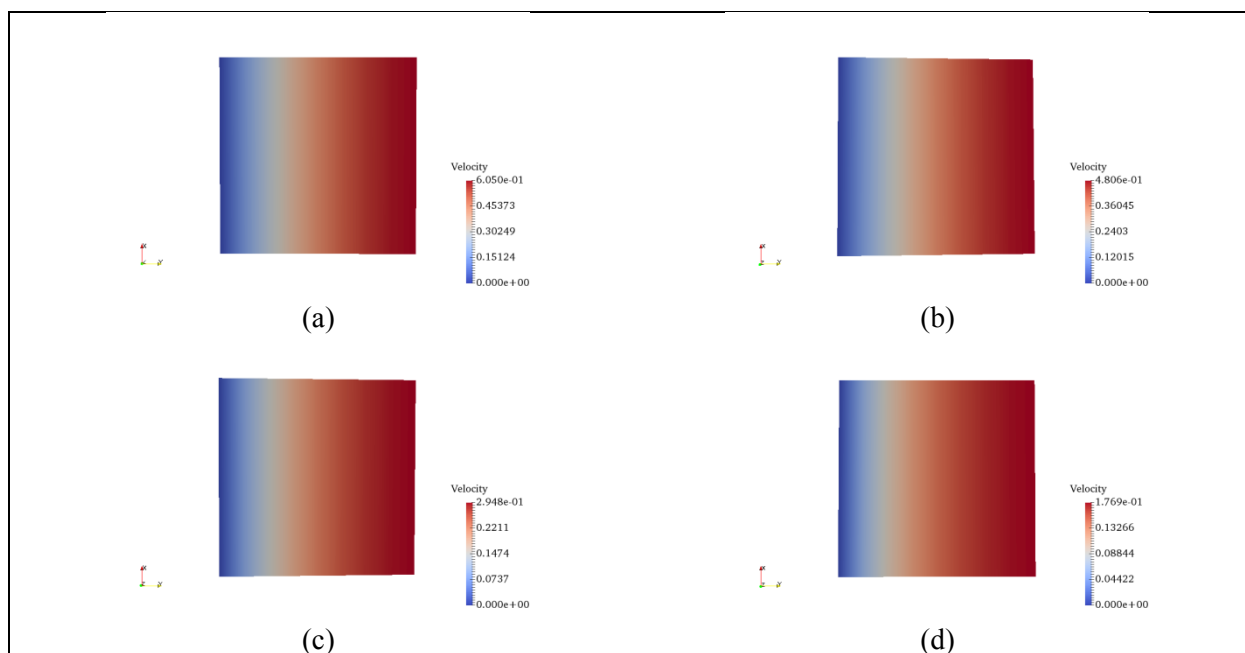 Velocity
6.050e-01
0.45373
0.30249
0.15124
0.000e+00
(a)
Velocity
4.806e-01
0.36045
0.2403
0.12015
0.000e+00
(b)
Velocity
2.948e-01
0.2211
0.1474
0.0737
0.000e+00
(c)
Velocity
1.769e-01
0.13266
0.08844
0.04422
0.000e+00
(d)